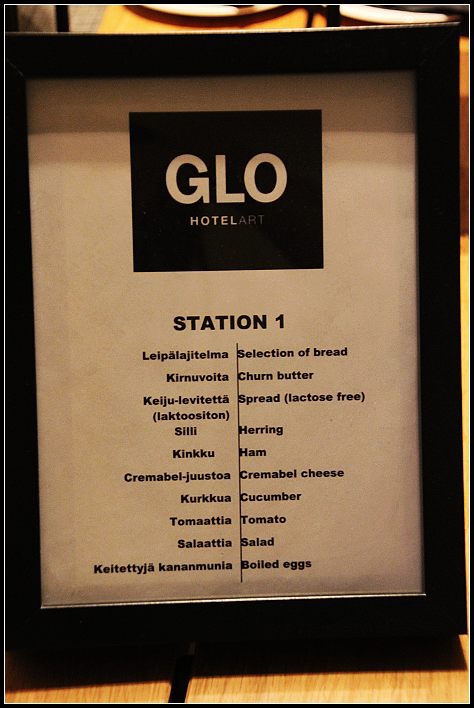 GLO
HOTELART
STATION 1
Leipälajitelma Selection of bread
Kirnuvoita Churn butter
Keiju-levitettä Spread (lactose free)
(laktoositon)
Silli Herring
Kinkku Ham
Cremabel-juustoa Cremabel cheese
Kurkkua Cucumber
Tomaattia Tomato
Salaattia Salad
Keitettyjä kananmunia Boiled eggs